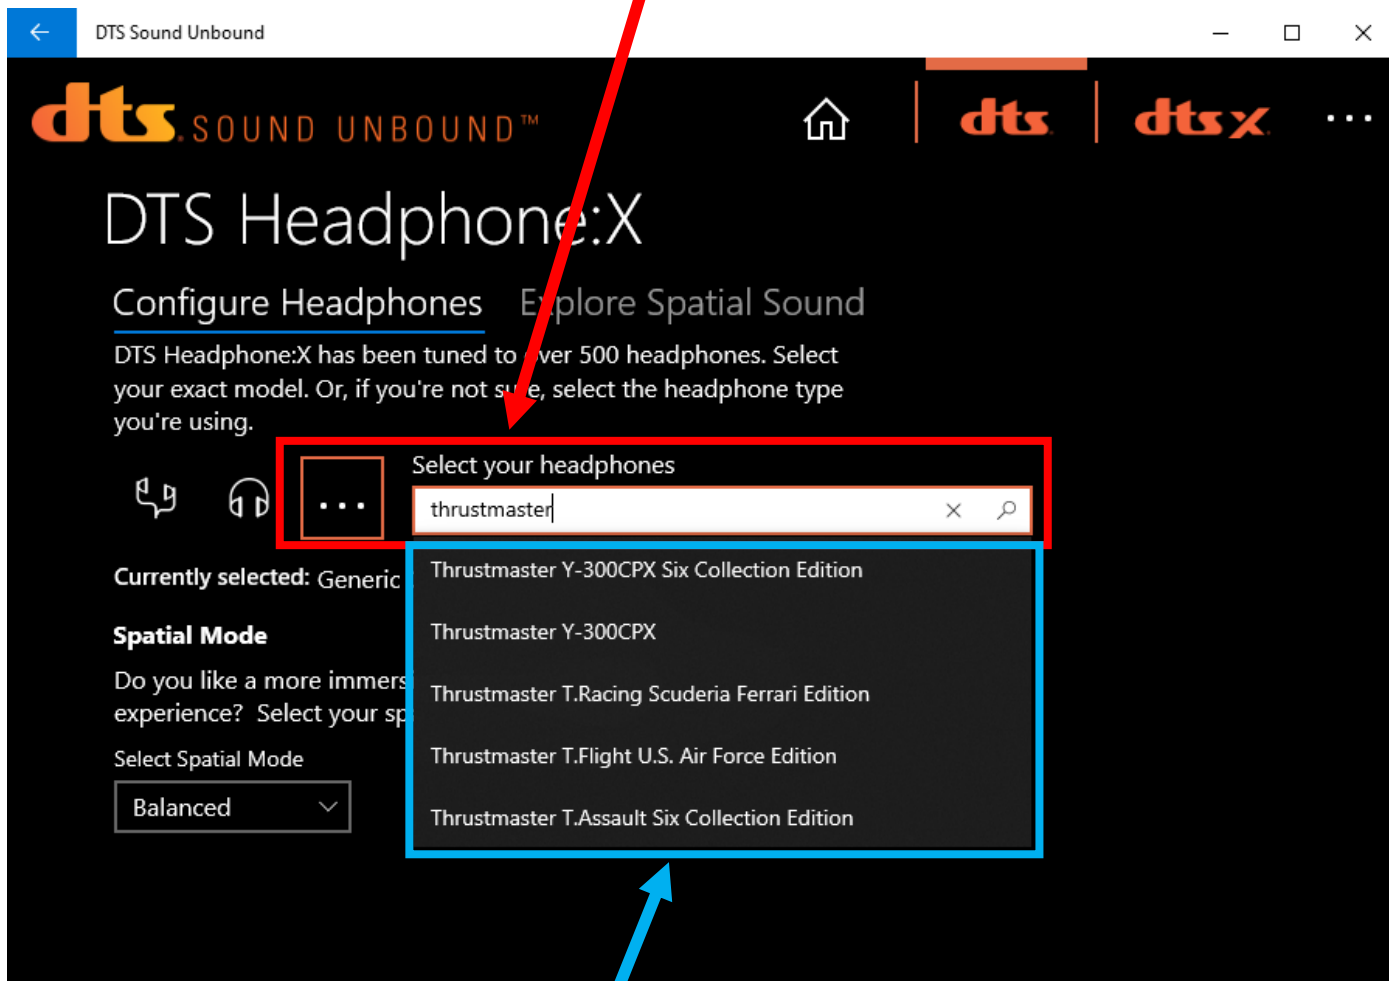 DTS Sound Unbound
dts. SOUND UNBOUND™
dts
dts X
DTS Headphone:X
Configure Headphones
Explore Spatial Sound
DTS Headphone:X has been tuned to over 500 headphones. Select
your exact model. Or, if you're not sure, select the headphone type
you're using.
Select your headphones
thrustmaster
Currently selected: Generic
Thrustmaster Y-300CPX Six Collection Edition
Thrustmaster Y-300CPX
Thrustmaster T.Racing Scuderia Ferrari Edition
Thrustmaster T.Flight U.S. Air Force Edition
Thrustmaster T.Assault Six Collection Edition
Spatial Mode
Do you like a more immers
experience? Select your sp
Select Spatial Mode
Balanced